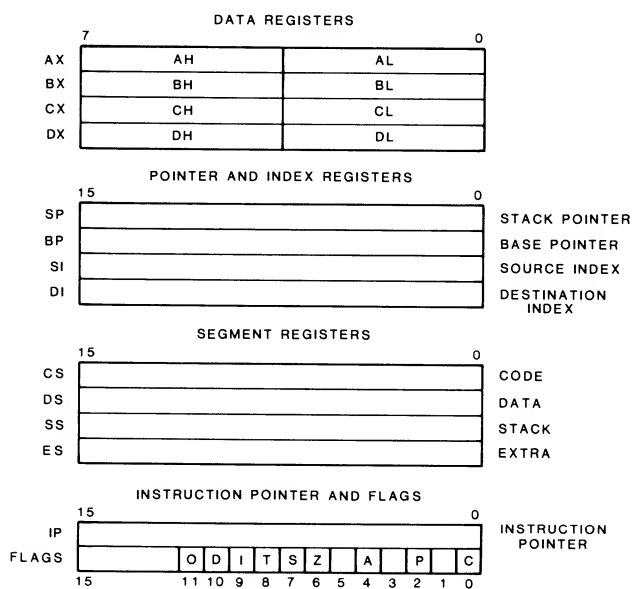 DATA REGISTERS
7 0
AX AH AL
BX BH BL
CX CH CL
DX DH DL
POINTER AND INDEX REGISTERS
15 0
SP STACK POINTER
BP BASE POINTER
SI SOURCE INDEX
DI DESTINATION
INDEX
SEGMENT REGISTERS
15 0
CS CODE
DS DATA
SS STACK
ES EXTRA
INSTRUCTION POINTER AND FLAGS
15 0
IP INSTRUCTION
POINTER
FLAGS O D I T S Z A P C
15 11 10 9 8 7 6 5 4 3 2 1 0